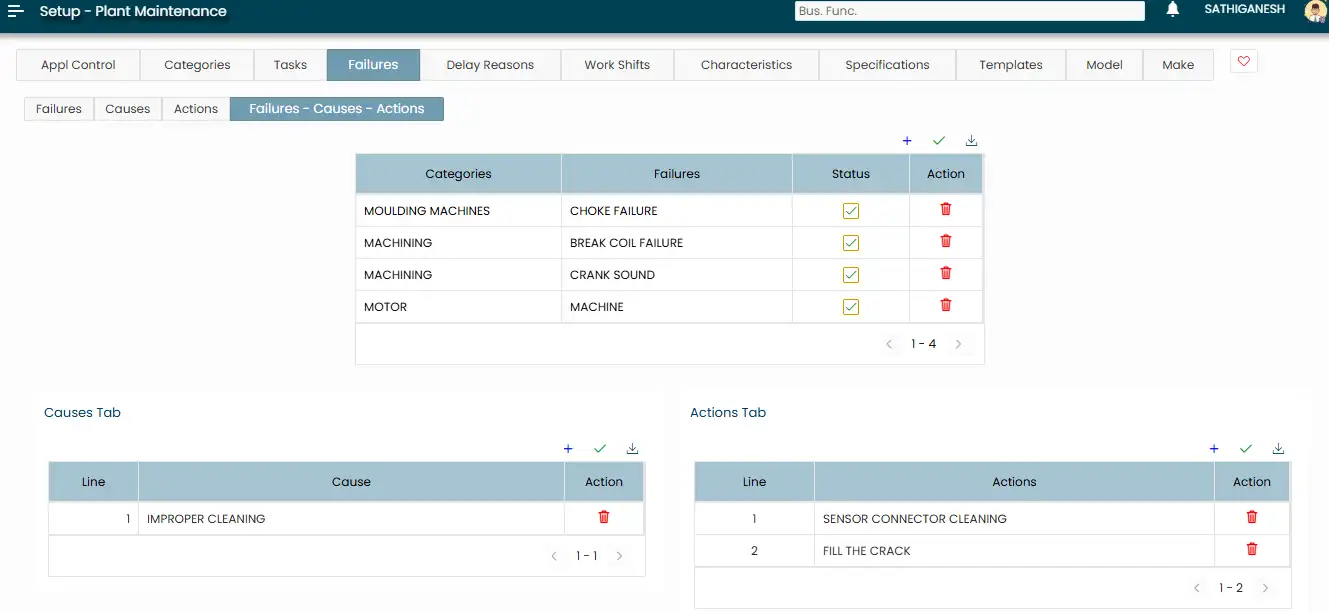 Setup - Plant Maintenance
Bus. Func.
SATHIGANESH
Appl Control Categories Tasks Failures Delay Reasons Work Shifts Characteristics Specifications Templates Model Make
Failures Causes Actions Failures - Causes - Actions
Categories Failures Status Action
MOULDING MACHINES CHOKE FAILURE
MACHINING BREAK COIL FAILURE
MACHINING CRANK SOUND
MOTOR MACHINE
1 - 4
Causes Tab
Line Cause Action
1 IMPROPER CLEANING
1 - 1
Actions Tab
Line Actions Action
1 SENSOR CONNECTOR CLEANING
2 FILL THE CRACK
1 - 2